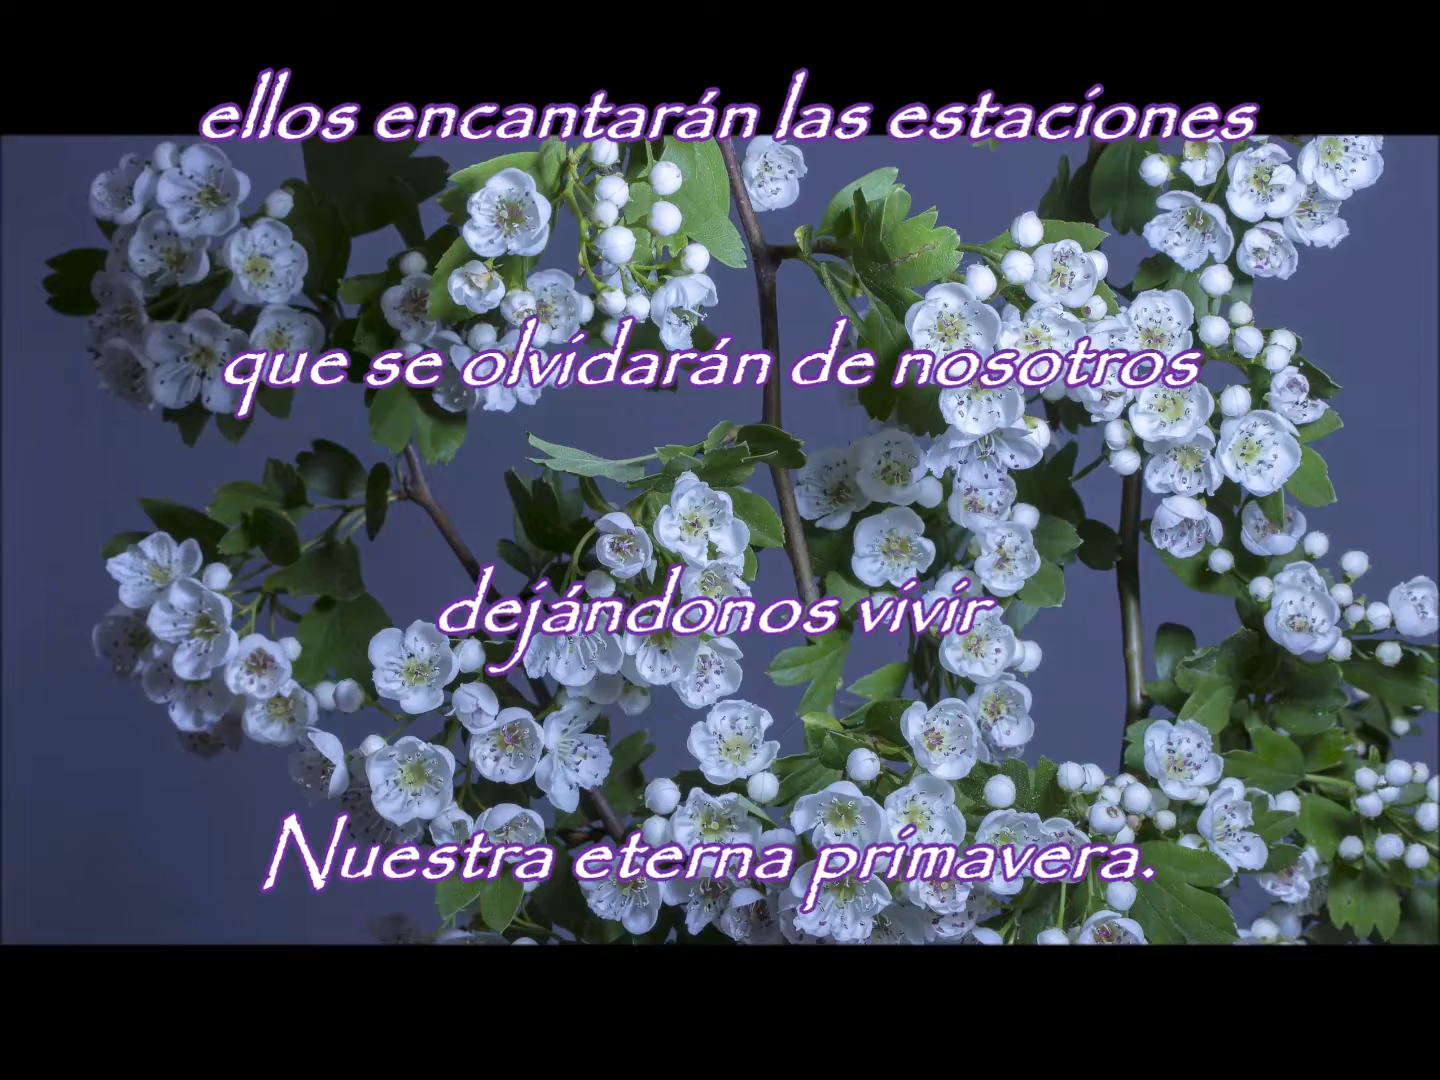 ellos encantarán las estaciones
que se olvidarán de nosotros
dejándonos vivir
Nuestra eterna primavera.